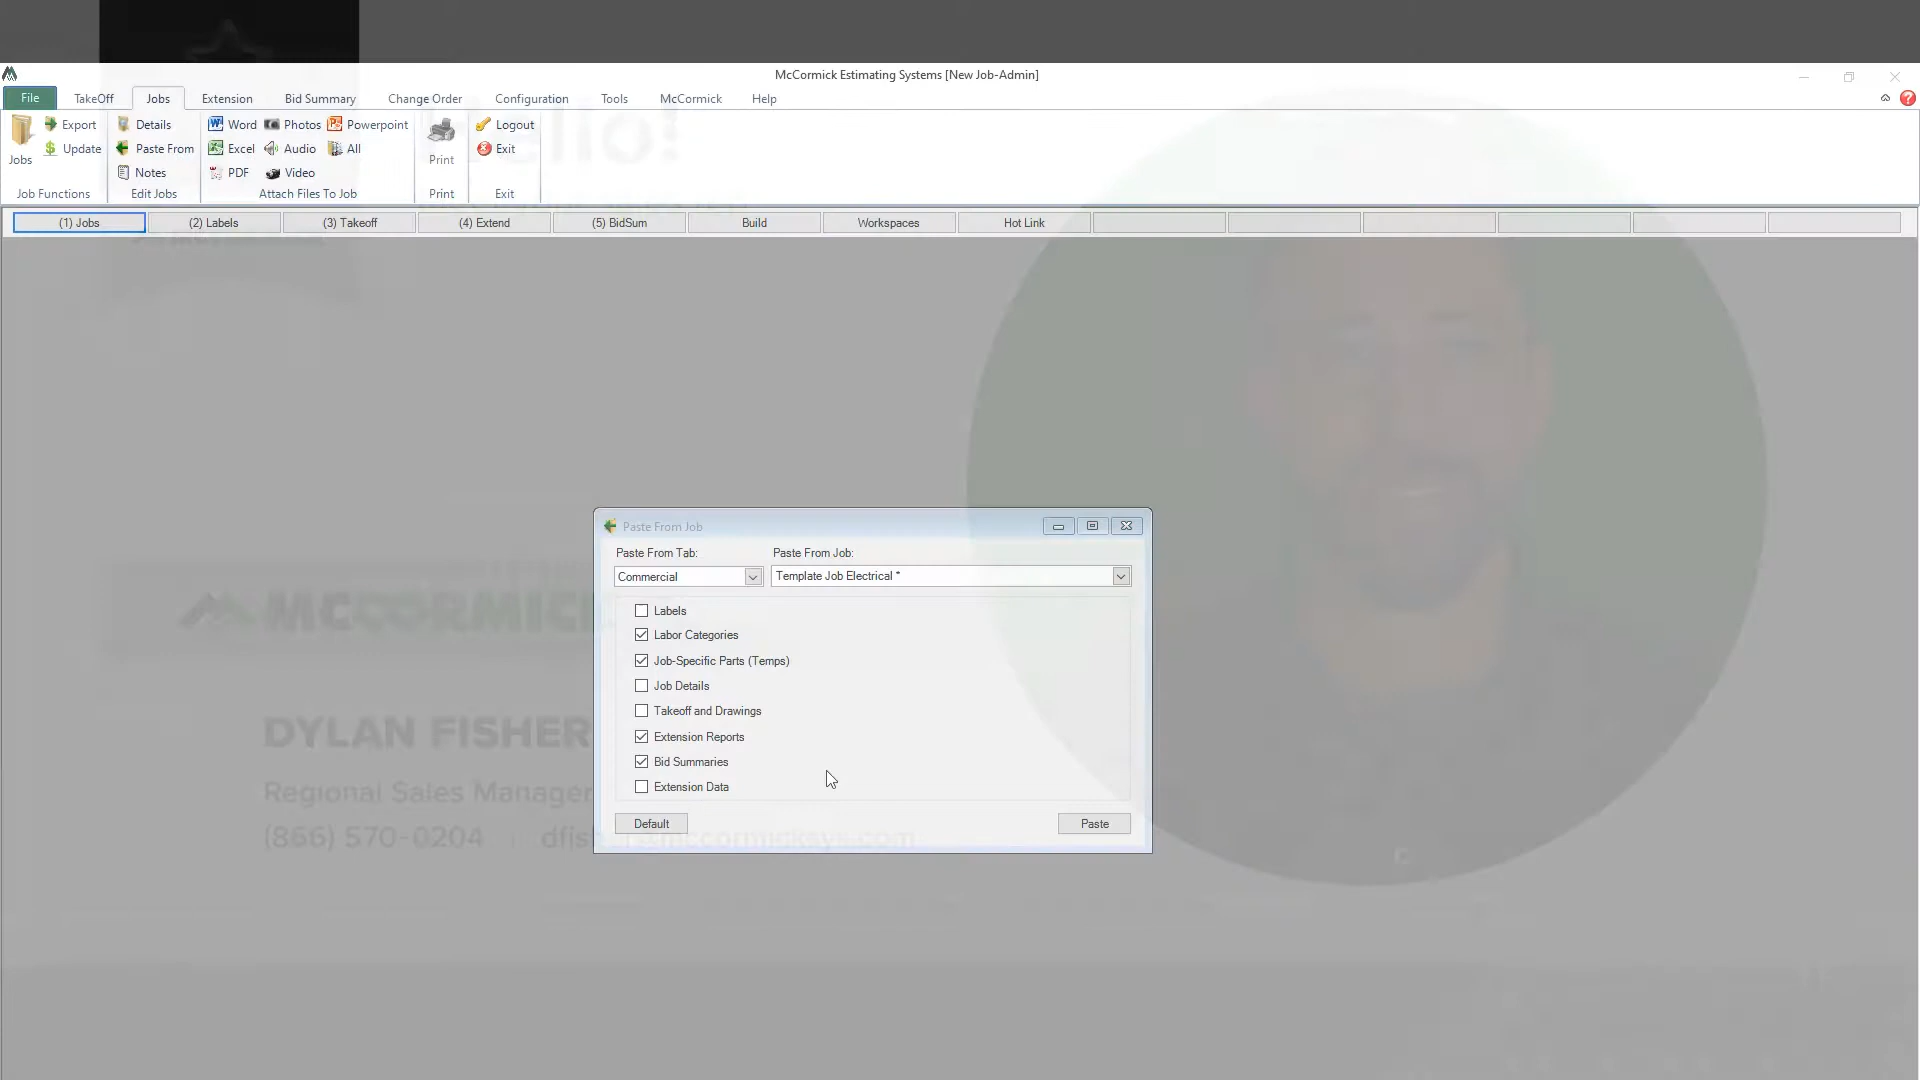 McCormick Estimating Systems [New Job-Admin]
File TakeOff Jobs Extension Bid Summary Change Order Configuration Tools McCormick Help
Jobs Export Details Word Photos Powerpoint Print Logout
Update Paste From Excel Audio All Exit
Notes PDF Video
Job Functions Edit Jobs Attach Files To Job Print Exit
(1) Jobs (2) Labels (3) Takeoff (4) Extend (5) BidSum Build Workspaces Hot Link
Paste From Job
Paste From Tab: Paste From Job:
Commercial Template Job Electrical *
Labels
Labor Categories
Job-Specific Parts (Temps)
Job Details
Takeoff and Drawings
Extension Reports
Bid Summaries
Extension Data
Default Paste
MCCORMICK
DYLAN FISHER
Regional Sales Manager
(866) 570-0204